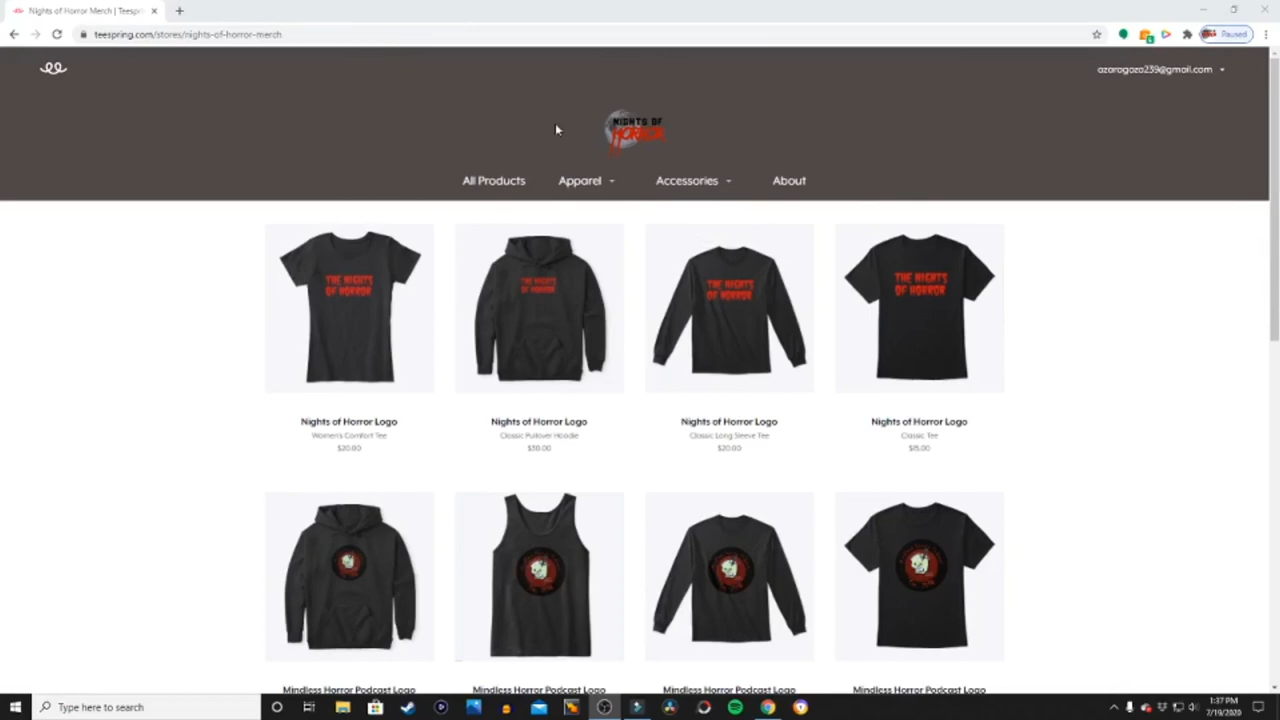 Nights of Horror Merch | Teespri
teespring.com/stores/nights-of-horror-merch
Paused
azaragoza239@gmail.com
NIGHTS OF
HORROR
All Products
Apparel
Accessories
About
THE NIGHTS
OF HORROR
THE NIGHTS
OF HORROR
THE NIGHTS
OF HORROR
THE NIGHTS
OF HORROR
Nights of Horror Logo
Women's Comfort Tee
$20.00
Nights of Horror Logo
Classic Pullover Hoodie
$30.00
Nights of Horror Logo
Classic Long Sleeve Tee
$20.00
Nights of Horror Logo
Classic Tee
$15.00
Mindless Horror Podcast Logo
Mindless Horror Podcast Logo
Mindless Horror Podcast Logo
Mindless Horror Podcast Logo
Type here to search
1:37 PM
7/19/2020